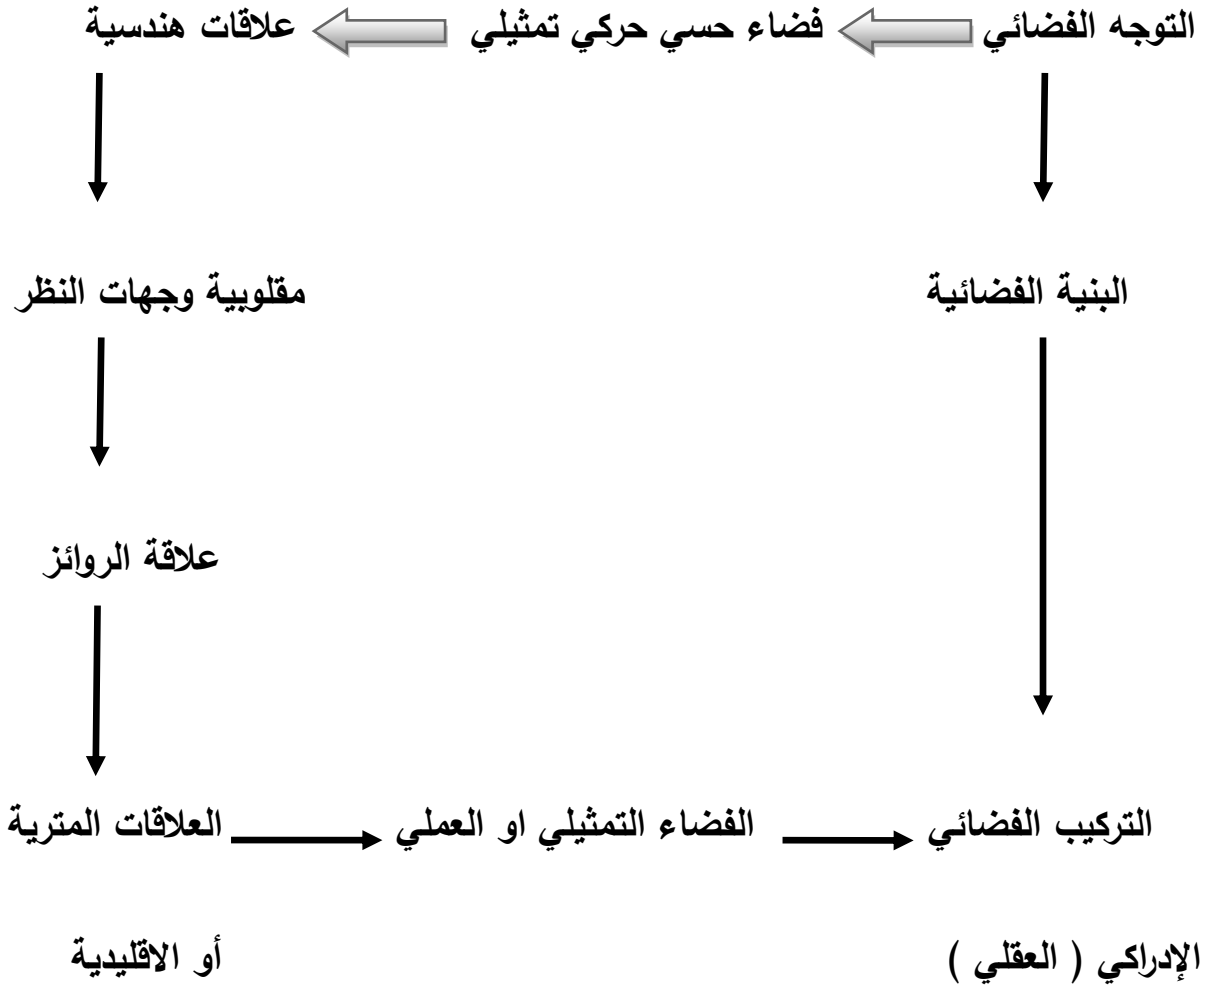 التوجه الفضائي فضاء حسي حركي تمثيلي علاقات هندسية
البنية الفضائية مقلوبية وجهات النظر
علاقة الروائز
التركيب الفضائي الفضاء التمثيلي او العملي العلاقات المترية
الإدراكي ( العقلي ) أو الاقليدية